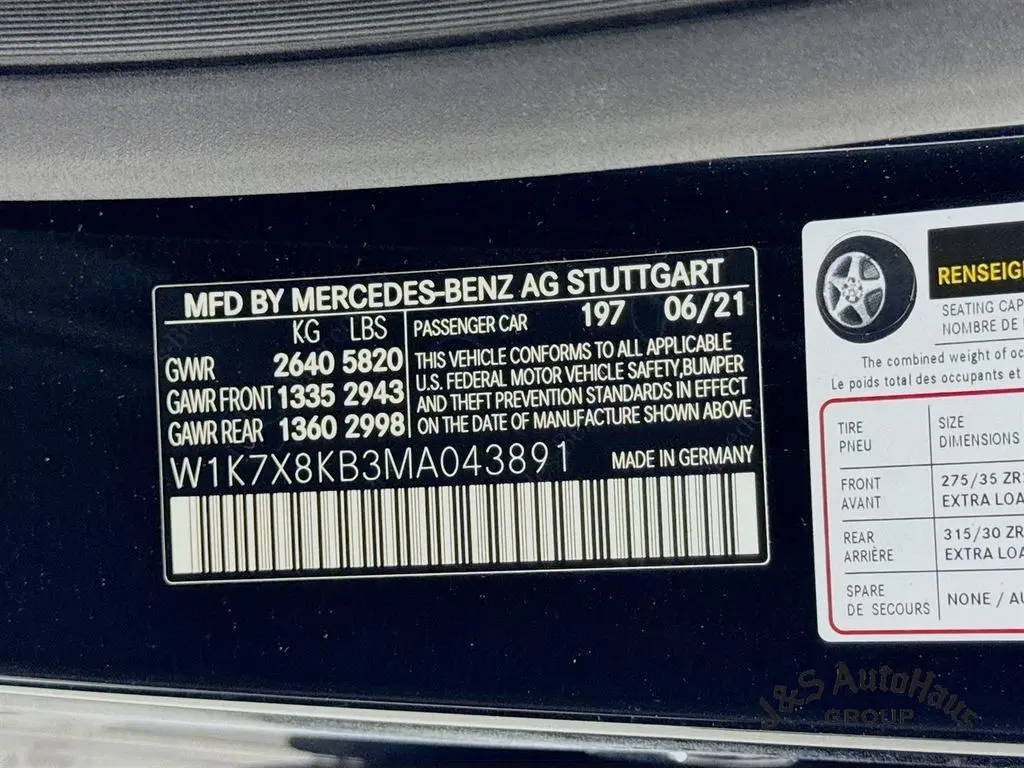 MFD BY MERCEDES-BENZ AG STUTTGART
KG LBS
GWR 2640 5820
GAWR FRONT 1335 2943
GAWR REAR 1360 2998
PASSENGER CAR 197 06/21
THIS VEHICLE CONFORMS TO ALL APPLICABLE
U.S. FEDERAL MOTOR VEHICLE SAFETY,BUMPER
AND THEFT PREVENTION STANDARDS IN EFFECT
ON THE DATE OF MANUFACTURE SHOWN ABOVE
W1K7X8KB3MA043891 MADE IN GERMANY
RENSEIG
SEATING CAP
NOMBRE DE
The combined weight of oc
Le poids total des occupants et
TIRE
PNEU
SIZE
DIMENSIONS
FRONT
AVANT
275/35 ZR
EXTRA LOA
REAR
ARRIÈRE
315/30 ZR
EXTRA LOA
SPARE
DE SECOURS
NONE / AU
J&S AutoHaus
GROUP